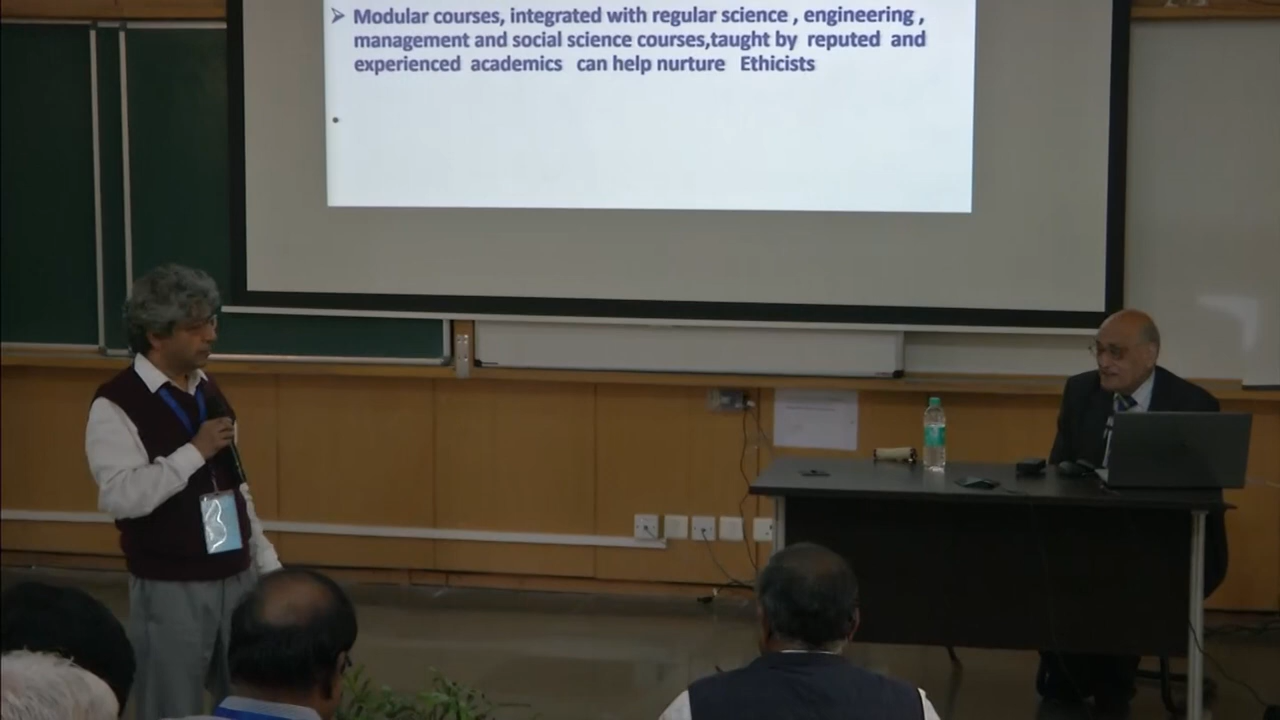 ➢ Modular courses, integrated with regular science , engineering ,
management and social science courses,taught by reputed and
experienced academics can help nurture Ethicists
•